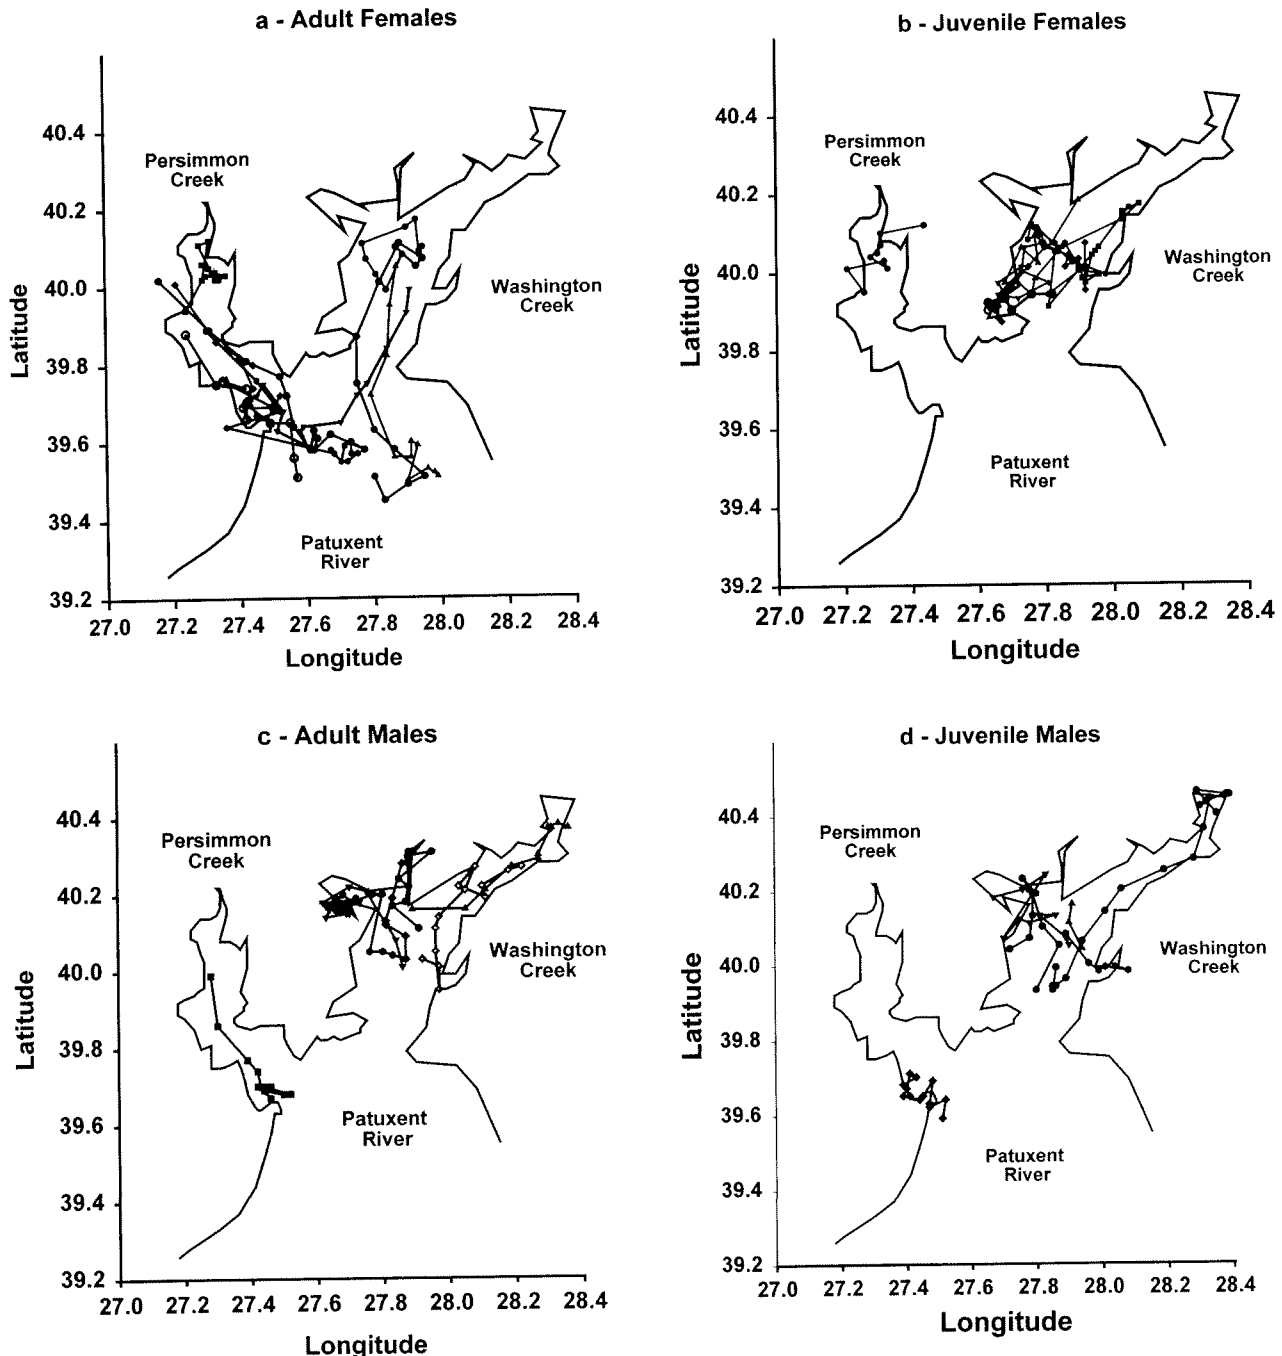 a - Adult Females
40.4
40.2
40.0
39.8
39.6
39.4
39.2
Latitude
Persimmon
Creek
Washington
Creek
Patuxent
River
27.0 27.2 27.4 27.6 27.8 28.0 28.2 28.4
Longitude
b - Juvenile Females
40.4
40.2
40.0
39.8
39.6
39.4
39.2
Latitude
Persimmon
Creek
Washington
Creek
Patuxent
River
27.0 27.2 27.4 27.6 27.8 28.0 28.2 28.4
Longitude
c - Adult Males
40.4
40.2
40.0
39.8
39.6
39.4
39.2
Latitude
Persimmon
Creek
Washington
Creek
Patuxent
River
27.0 27.2 27.4 27.6 27.8 28.0 28.2 28.4
Longitude
d - Juvenile Males
40.4
40.2
40.0
39.8
39.6
39.4
39.2
Latitude
Persimmon
Creek
Washington
Creek
Patuxent
River
27.0 27.2 27.4 27.6 27.8 28.0 28.2 28.4
Longitude